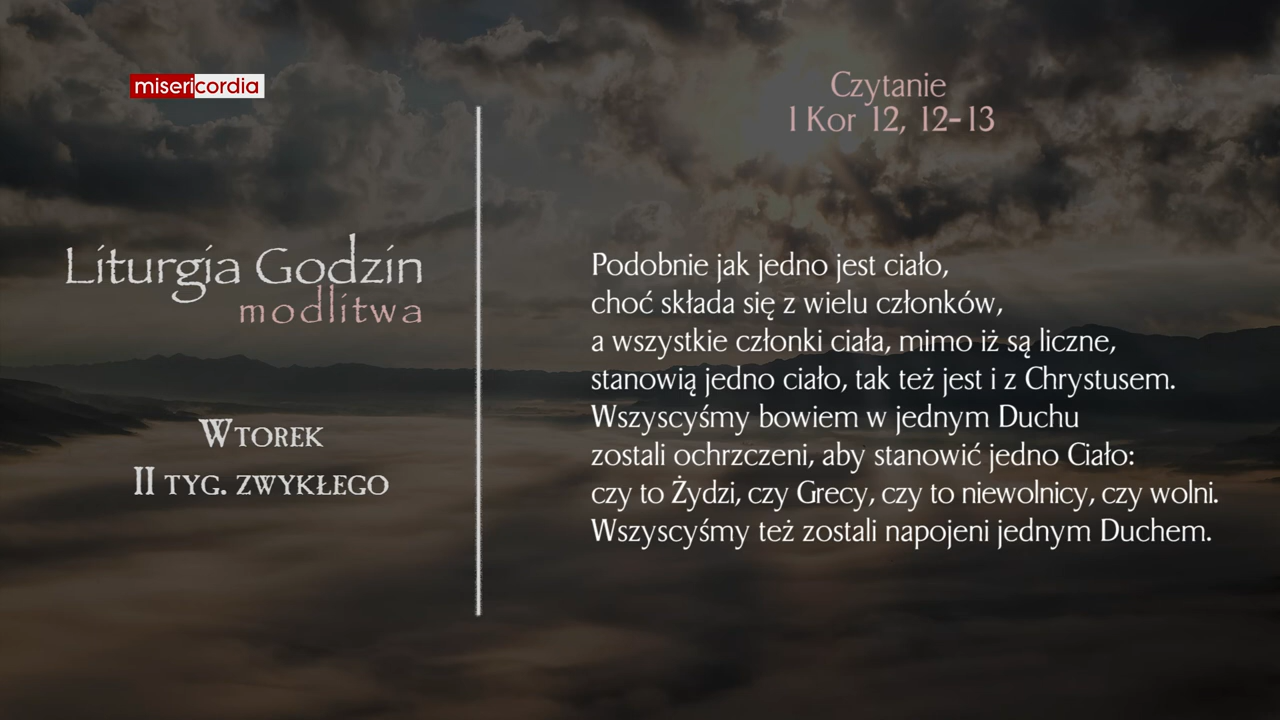 misericordia
Liturgia Godzin
modlitwa
Wtorek
II tyg. zwykłego
Czytanie
1 Kor 12, 12-13
Podobnie jak jedno jest ciało,
choć składa się z wielu członków,
a wszystkie członki ciała, mimo iż są liczne,
stanowią jedno ciało, tak też jest i z Chrystusem.
Wszyscyśmy bowiem w jednym Duchu
zostali ochrzczeni, aby stanowić jedno Ciało:
czy to Żydzi, czy Grecy, czy to niewolnicy, czy wolni.
Wszyscyśmy też zostali napojeni jednym Duchem.